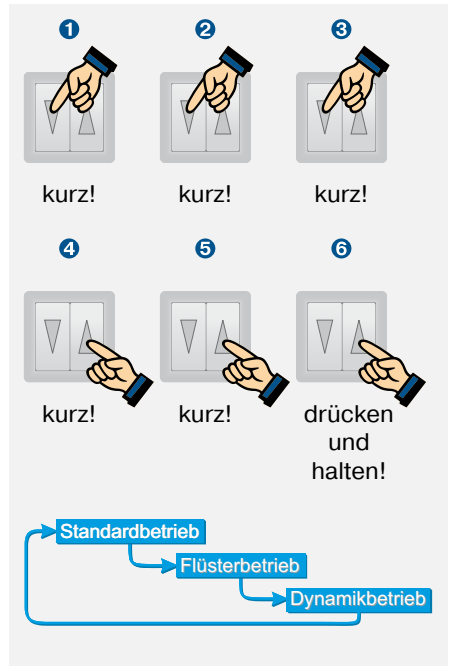 1 2 3
kurz! kurz! kurz!
4 5 6
kurz! kurz! drücken
und
halten!
Standardbetrieb
Flüsterbetrieb
Dynamikbetrieb